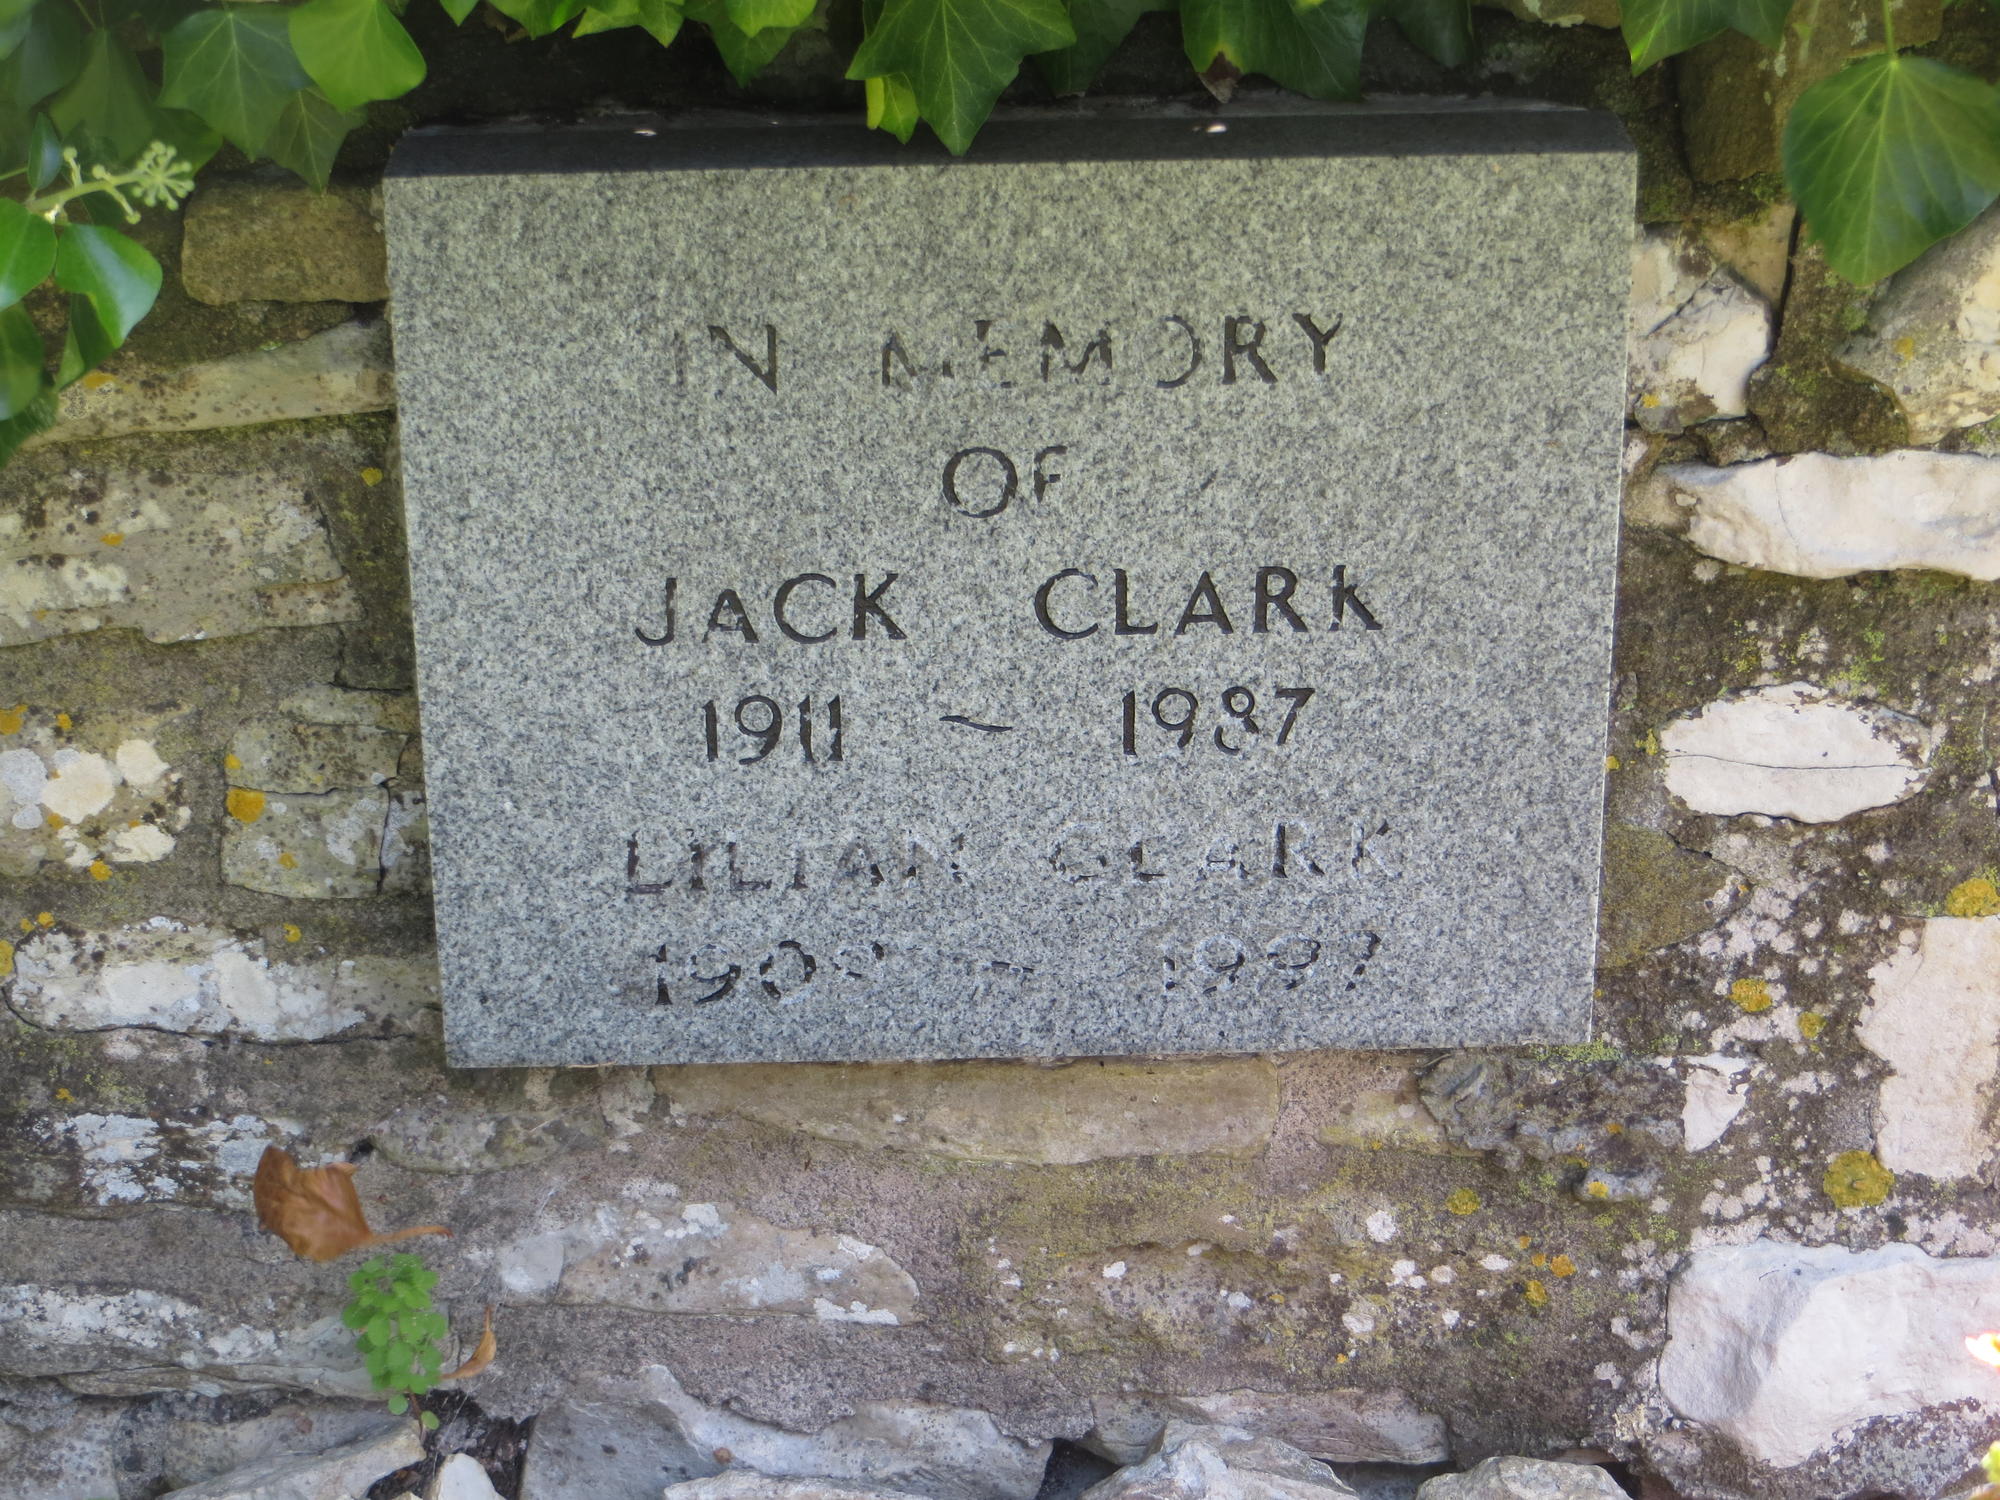 IN MEMORY
OF
JACK CLARK
1911 ~ 1987
LILIAN CLARK
~